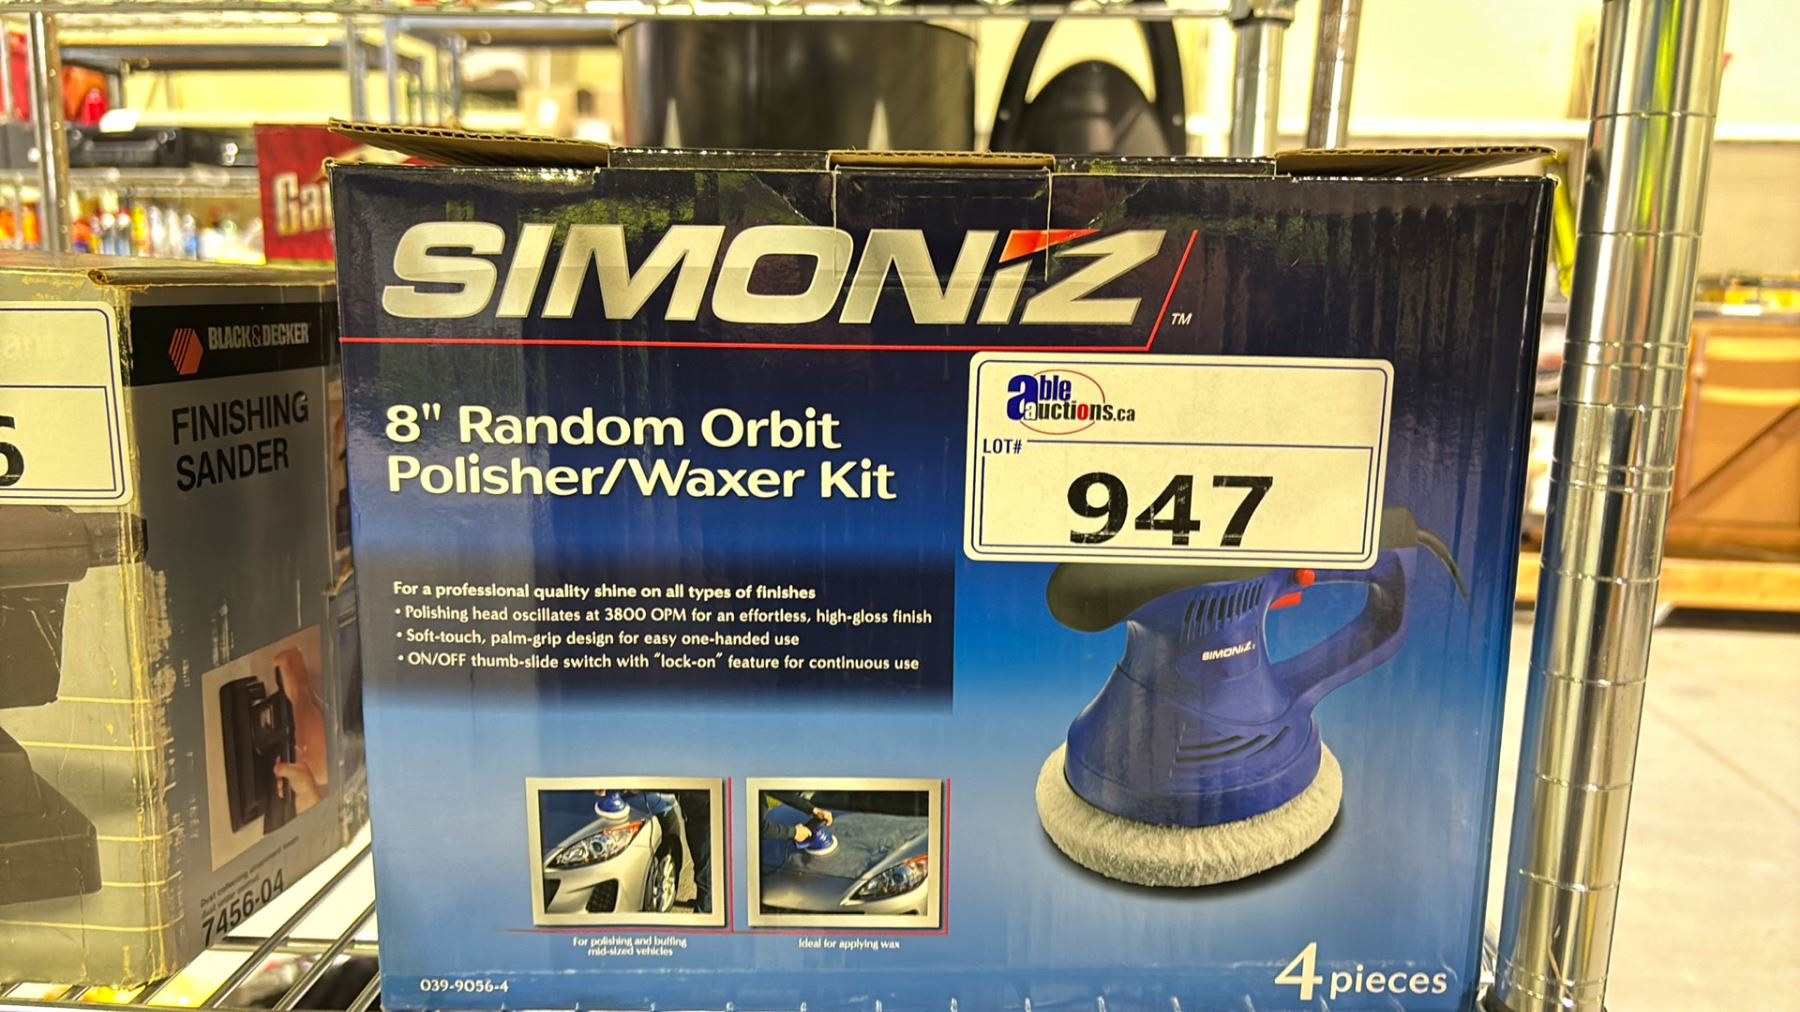 SIMONiZ
TM
8" Random Orbit
Polisher/Waxer Kit
able
auctions.ca
LOT#
947
For a professional quality shine on all types of finishes
• Polishing head oscillates at 3800 OPM for an effortless, high-gloss finish
• Soft-touch, palm-grip design for easy one-handed use
• ON/OFF thumb-slide switch with "lock-on" feature for continuous use
SIMONiZ
For polishing and buffing
mid-sized vehicles
Ideal for applying wax
039-9056-4
4 pieces
BLACK&DECKER
FINISHING
SANDER
7456-04
Ga